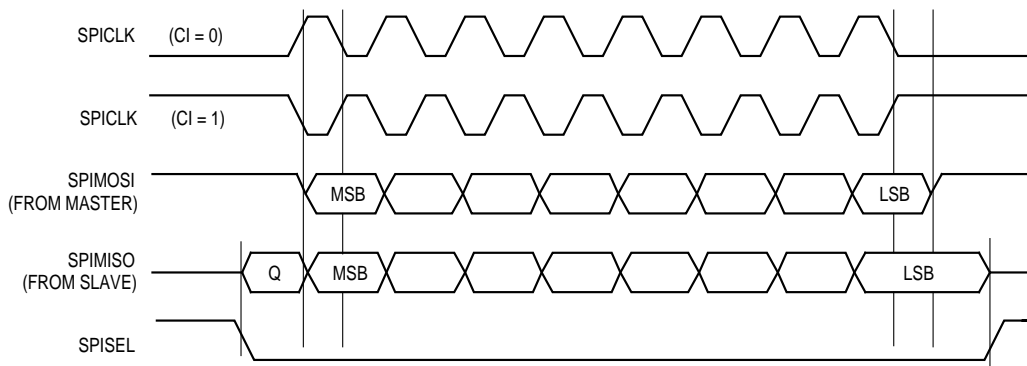 SPICLK (CI = 0)
SPICLK (CI = 1)
SPIMOSI
(FROM MASTER)
MSB LSB
SPIMISO
(FROM SLAVE)
Q MSB LSB
SPISEL